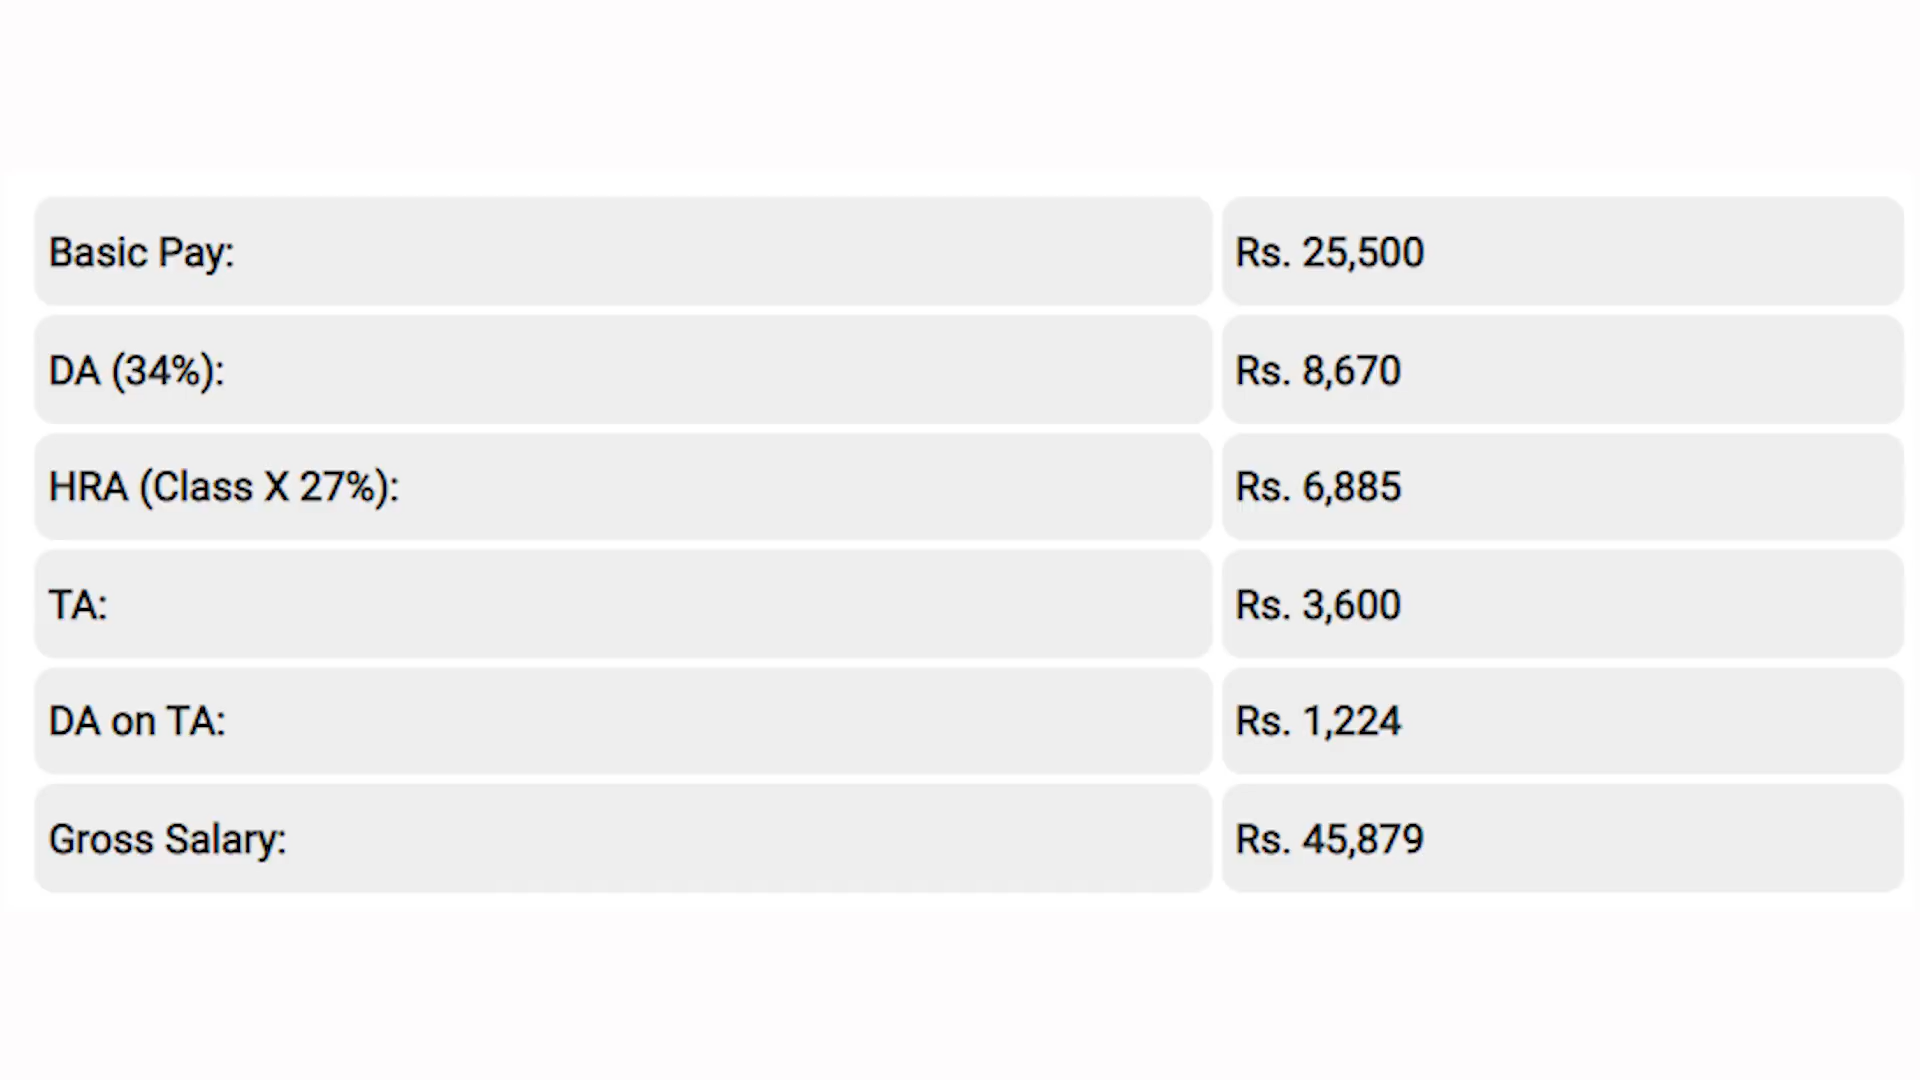 Basic Pay: Rs. 25,500
DA (34%): Rs. 8,670
HRA (Class X 27%): Rs. 6,885
TA: Rs. 3,600
DA on TA: Rs. 1,224
Gross Salary: Rs. 45,879